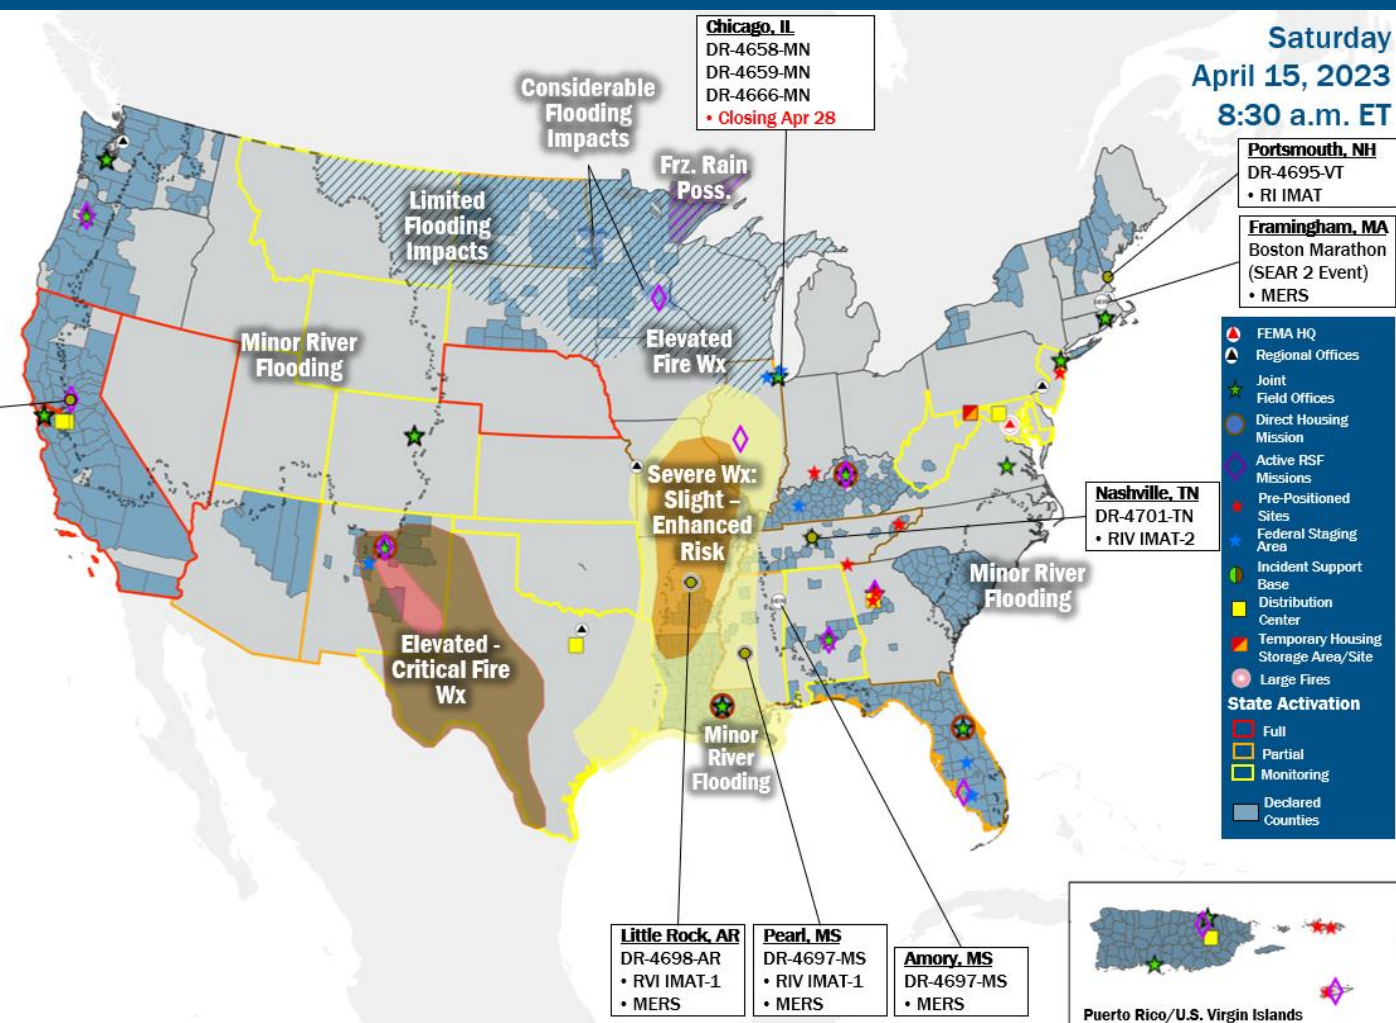 Saturday
April 15, 2023
8:30 a.m. ET
Chicago, IL
DR-4658-MN
DR-4659-MN
DR-4666-MN
• Closing Apr 28
Considerable
Flooding
Impacts
Frz. Rain
Poss.
Limited
Flooding
Impacts
Portsmouth, NH
DR-4695-VT
• RI IMAT
Framingham, MA
Boston Marathon
(SEAR 2 Event)
• MERS
Minor River
Flooding
Elevated
Fire Wx
Severe Wx:
Slight –
Enhanced
Risk
Nashville, TN
DR-4701-TN
• RIV IMAT-2
Minor River
Flooding
Elevated -
Critical Fire
Wx
Minor
River
Flooding
FEMA HQ
Regional Offices
Joint
Field Offices
Direct Housing
Mission
Active RSF
Missions
Pre-Positioned
Sites
Federal Staging
Area
Incident Support
Base
Distribution
Center
Temporary Housing
Storage Area/Site
Large Fires
State Activation
Full
Partial
Monitoring
Declared
Counties
Little Rock, AR
DR-4698-AR
• RVI IMAT-1
• MERS
Pearl, MS
DR-4697-MS
• RIV IMAT-1
• MERS
Amory, MS
DR-4697-MS
• MERS
Puerto Rico/U.S. Virgin Islands